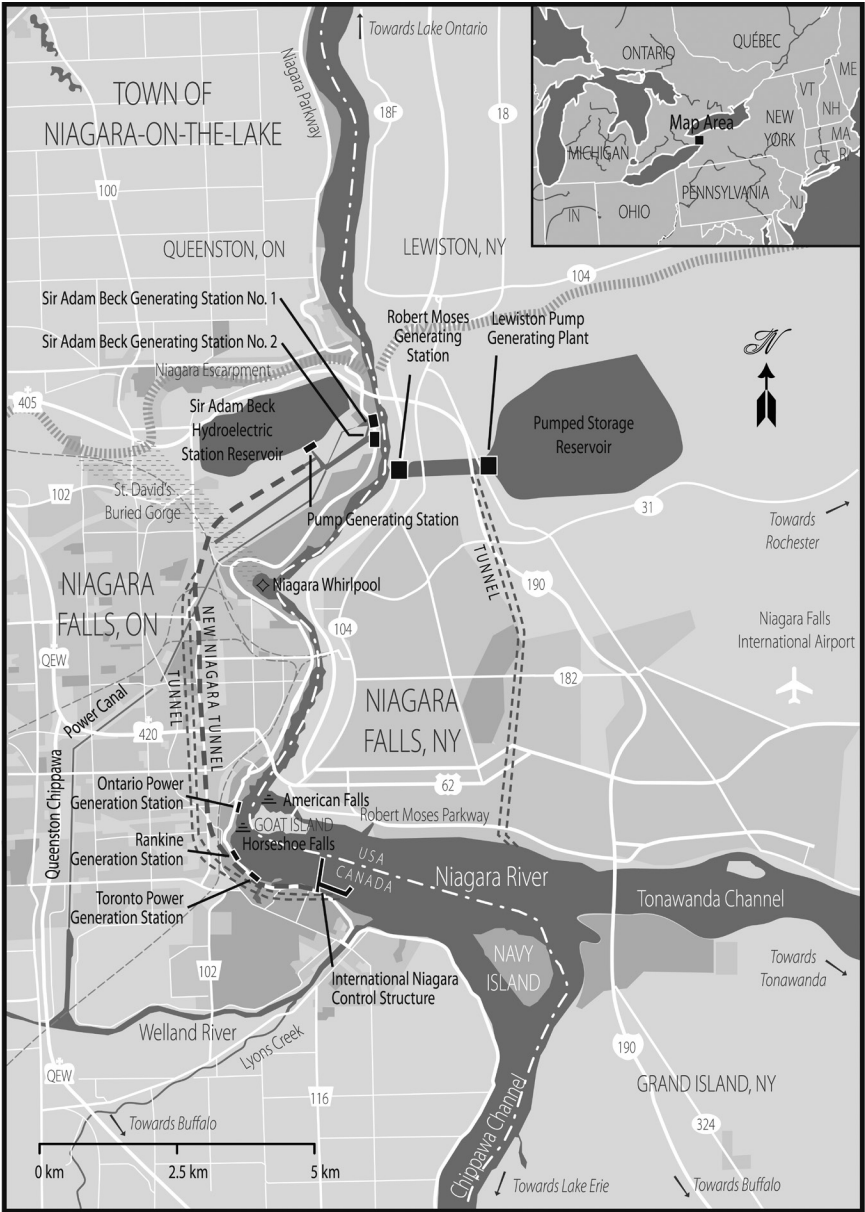 Towards Lake Ontario
Niagara Parkway
TOWN OF
NIAGARA-ON-THE-LAKE
18F
18
100
ONTARIO
QUÉBEC
ME
VT
NH
Map Area
NEW
YORK
MA
MICHIGAN
CT
RI
PENNSYLVANIA
IN
OHIO
NJ
QUEENSTON, ON
LEWISTON, NY
104
Sir Adam Beck Generating Station No. 1
Sir Adam Beck Generating Station No. 2
Robert Moses
Generating
Station
Lewiston Pump
Generating Plant
N
Niagara Escarpment
405
Sir Adam Beck
Hydroelectric
Station Reservoir
Pumped Storage
Reservoir
102
St. David's
Buried Gorge
Pump Generating Station
31
Towards
Rochester
TUNNEL
190
NIAGARA
FALLS, ON
Niagara Whirlpool
104
Niagara Falls
International Airport
QEW
NEW NIAGARA TUNNEL
TUNNEL
182
NIAGARA
FALLS, NY
Power Canal
420
62
Queenston Chippawa
Ontario Power
Generation Station
American Falls
Robert Moses Parkway
GOAT ISLAND
Horseshoe Falls
Rankine
Generation Station
USA
CANADA
Niagara River
Toronto Power
Generation Station
Tonawanda Channel
102
International Niagara
Control Structure
NAVY
ISLAND
Towards
Tonawanda
Welland River
Lyons Creek
190
QEW
116
GRAND ISLAND, NY
Towards Buffalo
324
Chippawa Channel
0 km
2.5 km
5 km
Towards Lake Erie
Towards Buffalo